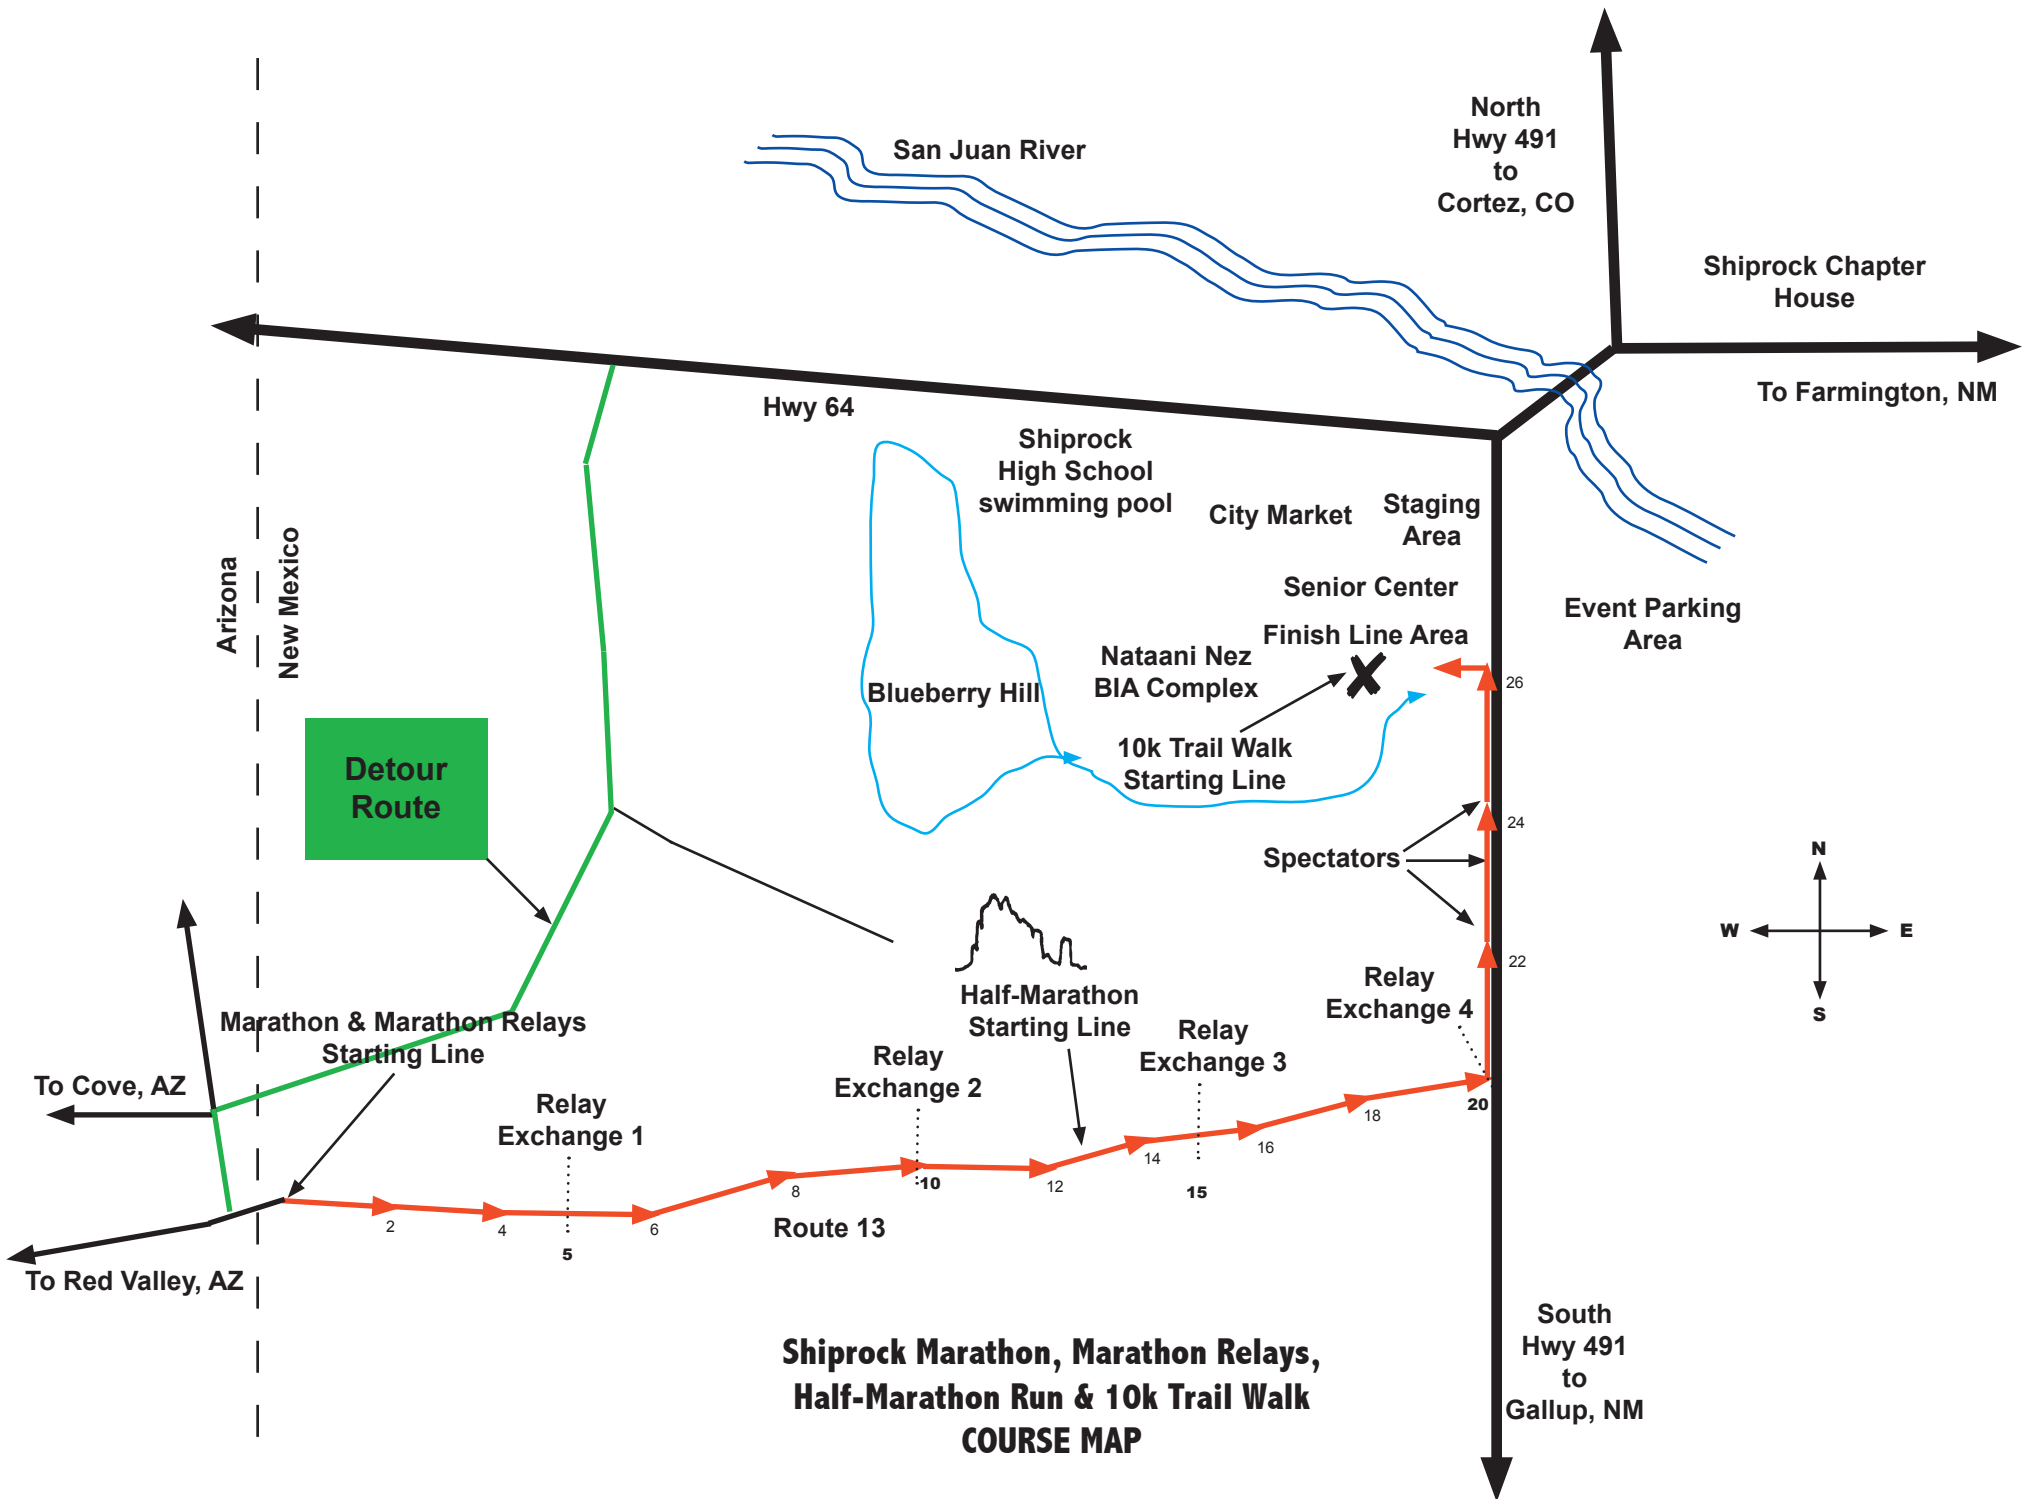 North
Hwy 491
to
Cortez, CO
San Juan River
Shiprock Chapter
House
To Farmington, NM
Hwy 64
Shiprock
High School
swimming pool
City Market
Staging
Area
Senior Center
Finish Line Area
Event Parking
Area
Arizona
New Mexico
Nataani Nez
BIA Complex
Blueberry Hill
26
10k Trail Walk
Starting Line
Detour
Route
24
Spectators
N
W
E
S
22
Relay
Exchange 4
Half-Marathon
Starting Line
Relay
Exchange 3
Marathon & Marathon Relays
Starting Line
Relay
Exchange 2
To Cove, AZ
Relay
Exchange 1
20
18
16
14
15
12
10
8
6
5
4
2
Route 13
To Red Valley, AZ
South
Hwy 491
to
Gallup, NM
Shiprock Marathon, Marathon Relays,
Half-Marathon Run & 10k Trail Walk
COURSE MAP